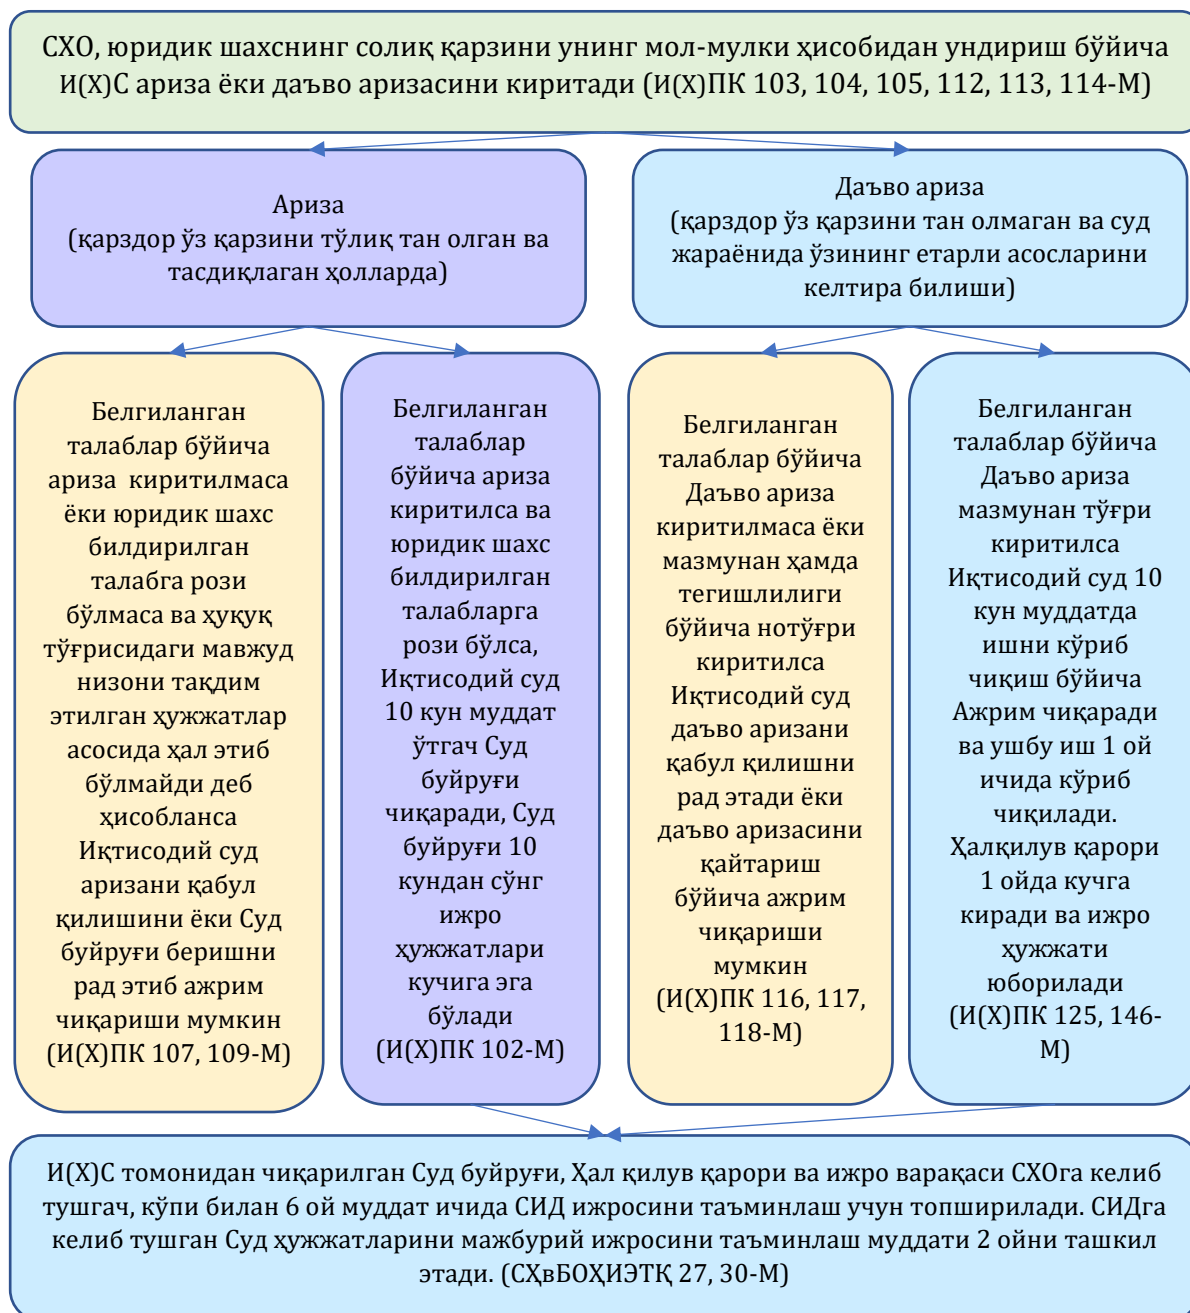 СХО, юридик шахснинг солиқ қарзини унинг мол-мулки ҳисобидан ундириш бўйича
И(Х)С ариза ёки даъво аризасини киритади (И(Х)ПК 103, 104, 105, 112, 113, 114-М)
Ариза
(қарздор ўз қарзини тўлиқ тан олган ва
тасдиқлаган ҳолларда)
Даъво ариза
(қарздор ўз қарзини тан олмаган ва суд
жараёнида ўзининг етарли асосларини
келтира билиши)
Белгиланган
талаблар бўйича
ариза киритилмаса
ёки юридик шахс
билдирилган
талабга рози
бўлмаса ва ҳуқуқ
тўғрисидаги мавжуд
низони тақдим
этилган ҳужжатлар
асосида ҳал этиб
бўлмайди деб
ҳисобланса
Иқтисодий суд
аризани қабул
қилишини ёки Суд
буйруғи беришни
рад этиб ажрим
чиқариши мумкин
(И(Х)ПК 107, 109-М)
Белгиланган
талаблар
бўйича ариза
киритилса ва
юридик шахс
билдирилган
талабларга
рози бўлса,
Иқтисодий суд
10 кун муддат
ўтгач Суд
буйруғи
чиқаради, Суд
буйруғи 10
кундан сўнг
ижро
ҳужжатлари
кучига эга
бўлади
(И(Х)ПК 102-М)
Белгиланган
талаблар бўйича
Даъво ариза
киритилмаса ёки
мазмунан ҳамда
тегишлилиги
бўйича нотўғри
киритилса
Иқтисодий суд
даъво аризани
қабул қилишни
рад этади ёки
даъво аризасини
қайтариш
бўйича ажрим
чиқариши
мумкин
(И(Х)ПК 116, 117,
118-М)
Белгиланган
талаблар бўйича
Даъво ариза
мазмунан тўғри
киритилса
Иқтисодий суд 10
кун муддатда
ишни кўриб
чиқиш бўйича
Ажрим чиқаради
ва ушбу иш 1 ой
ичида кўриб
чиқилади.
Ҳалқилув қарори
1 ойда кучга
киради ва ижро
ҳужжати
юборилади
(И(Х)ПК 125, 146-
М)
И(Х)С томонидан чиқарилган Суд буйруғи, Ҳал қилув қарори ва ижро варақаси СХОга келиб
тушгач, кўпи билан 6 ой муддат ичида СИД ижросини таъминлаш учун топширилади. СИДга
келиб тушган Суд ҳужжатларини мажбурий ижросини таъминлаш муддати 2 ойни ташкил
этади. (СҲвБОҲИЭТҚ 27, 30-М)